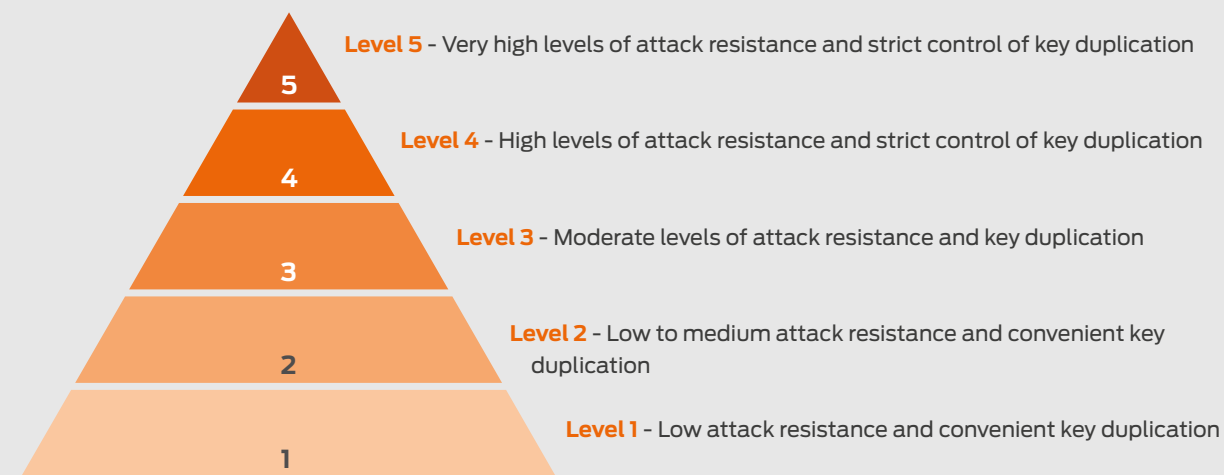 Level 5 - Very high levels of attack resistance and strict control of key duplication
5
Level 4 - High levels of attack resistance and strict control of key duplication
4
Level 3 - Moderate levels of attack resistance and key duplication
3
Level 2 - Low to medium attack resistance and convenient key
duplication
2
Level 1 - Low attack resistance and convenient key duplication
1